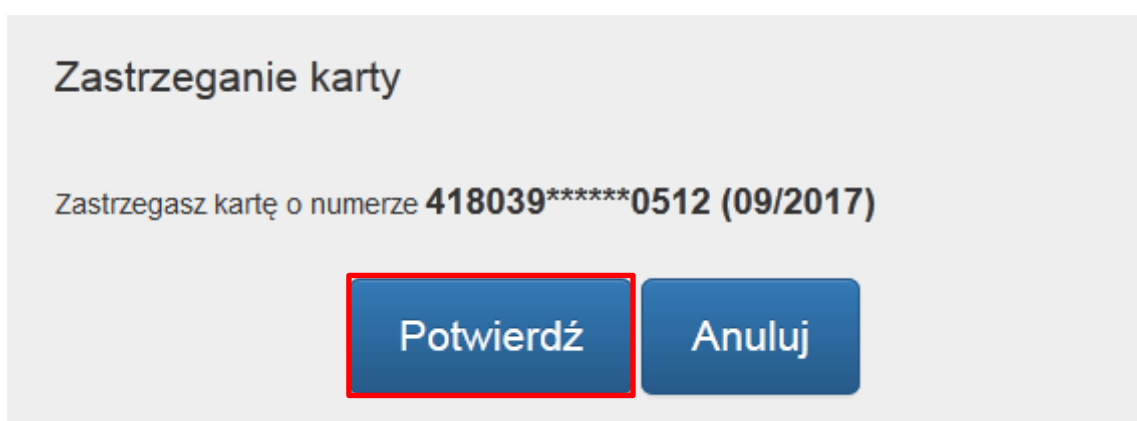 Zastrzeganie karty
Zastrzegasz kartę o numerze 418039******0512 (09/2017)
Potwierdź Anuluj